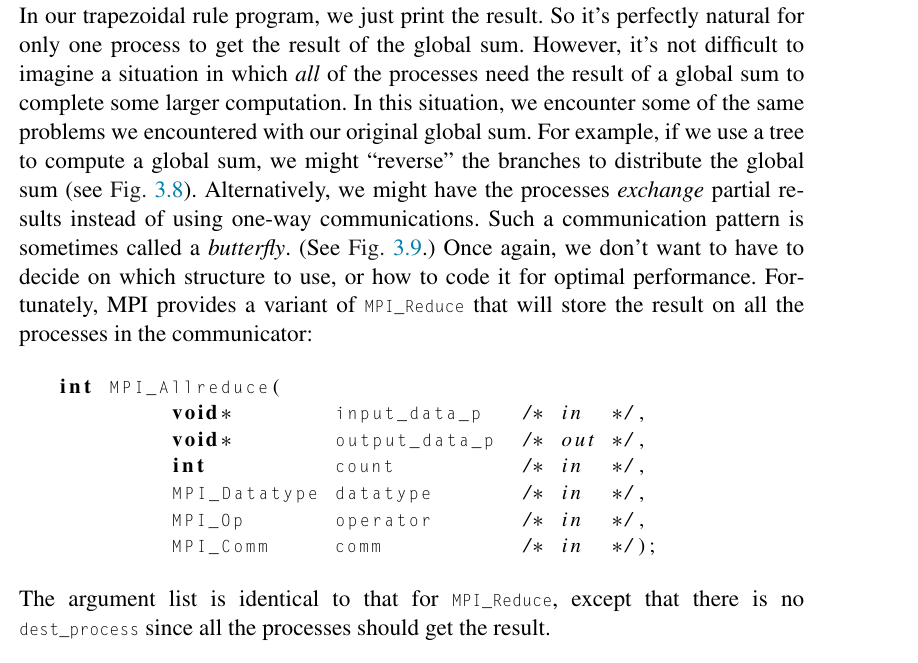 In our trapezoidal rule program, we just print the result. So it's perfectly natural for
only one process to get the result of the global sum. However, it's not difficult to
imagine a situation in which all of the processes need the result of a global sum to
complete some larger computation. In this situation, we encounter some of the same
problems we encountered with our original global sum. For example, if we use a tree
to compute a global sum, we might “reverse” the branches to distribute the global
sum (see Fig. 3.8). Alternatively, we might have the processes exchange partial re-
sults instead of using one-way communications. Such a communication pattern is
sometimes called a butterfly. (See Fig. 3.9.) Once again, we don't want to have to
decide on which structure to use, or how to code it for optimal performance. For-
tunately, MPI provides a variant of MPI_Reduce that will store the result on all the
processes in the communicator:
int MPI_Allreduce(
void* input_data_p /* in */,
void* output_data_p /* out */,
int count /* in */,
MPI_Datatype datatype /* in */,
MPI_Op operator /* in */,
MPI_Comm comm /* in */);
The argument list is identical to that for MPI_Reduce, except that there is no
dest_process since all the processes should get the result.